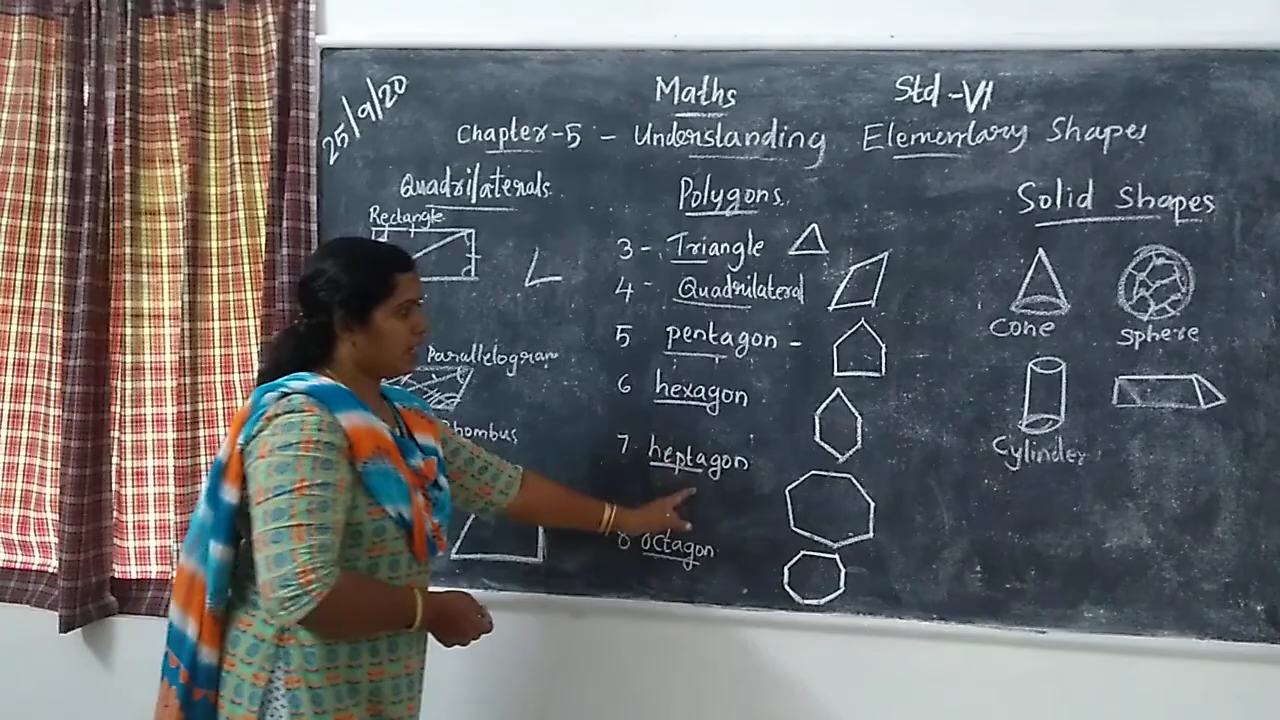 25/9/20
Maths
Std-VI
Chapter-5 - Understanding Elementary Shapes
Quadrilaterals
Rectangle
Parallelogram
Rhombus
Polygons
3 - Triangle
4 - Quadrilateral
5 pentagon -
6 hexagon
7 heptagon
8 octagon
Solid Shapes
Cone
Sphere
Cylinder